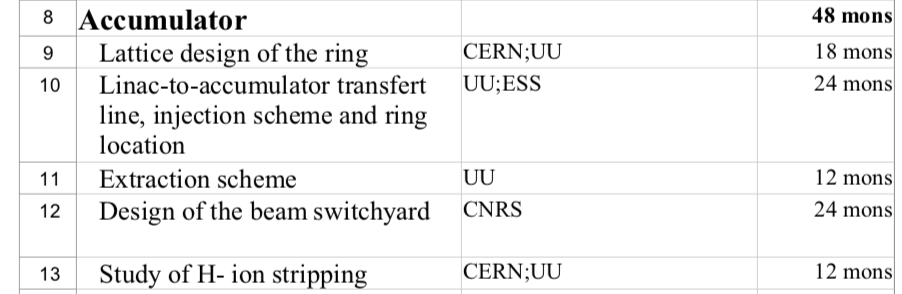 8 Accumulator 48 mons
9 Lattice design of the ring CERN;UU 18 mons
10 Linac-to-accumulator transfert UU;ESS 24 mons
line, injection scheme and ring
location
11 Extraction scheme UU 12 mons
12 Design of the beam switchyard CNRS 24 mons
13 Study of H- ion stripping CERN;UU 12 mons